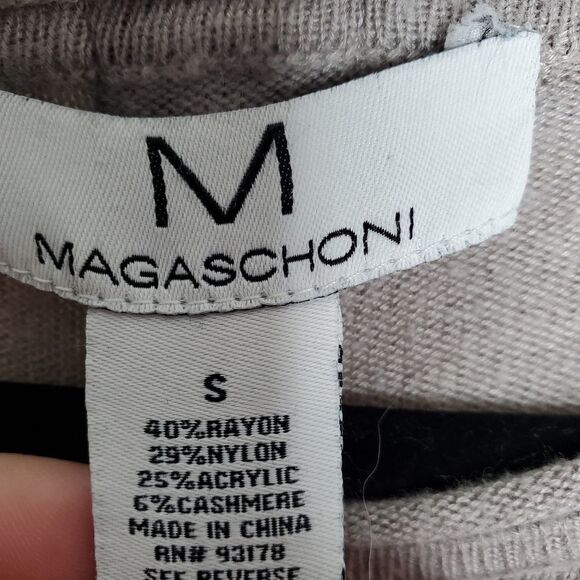 M
MAGASCHONI
S
40%RAYON
29%NYLON
25%ACRYLIC
6%CASHMERE
MADE IN CHINA
RN# 93178
SEE REVERSE